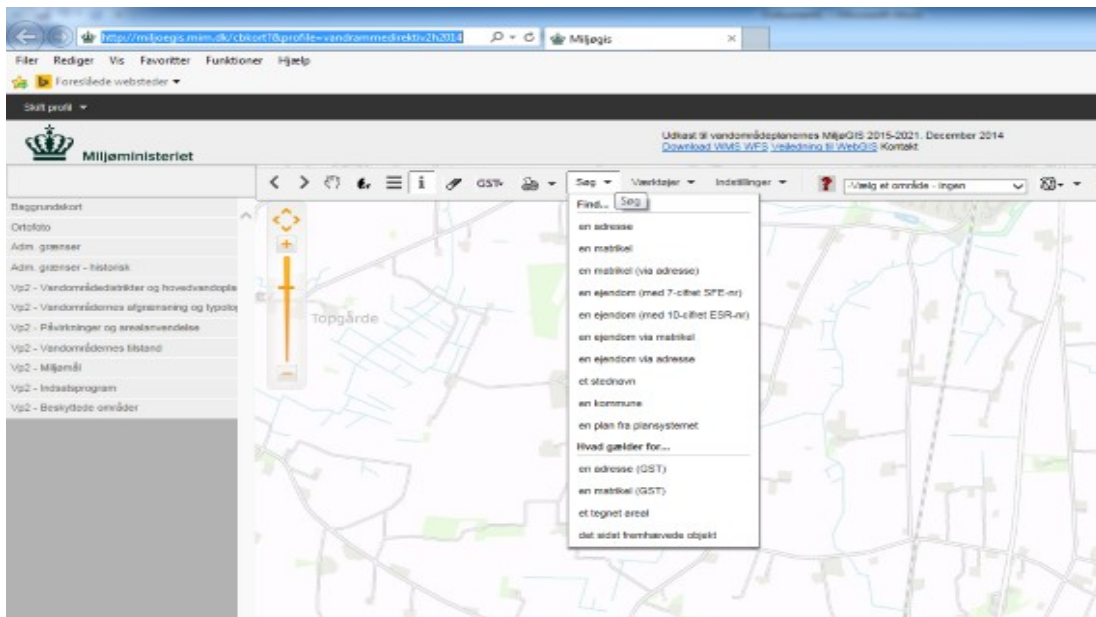 http://miljoegis.mim.dk/cbkort?&profile=vandrammedirektiv2h2014
Miljøgis
Filer Rediger Vis Favoritter Funktioner Hjælp
Foreslåede websteder
Skift profil
Miljøministeriet
Udkast til vandområdeplanernes MiljøGIS 2015-2021. December 2014
Download WMS WFS Vejledning til WebGIS Kontakt
GST
Søg
Værktøjer
Indstillinger
-Vælg et område - Ingen
Baggrundskort
Ortofoto
Adm. grænser
Adm. grænser - historisk
Vp2 - Vandområdedistrikter og hovedvandopla
Vp2 - Vandområdernes afgrænsning og typolog
Vp2 - Påvirkninger og arealanvendelse
Vp2 - Vandområdernes tilstand
Vp2 - Miljømål
Vp2 - Indsatsprogram
Vp2 - Beskyttede områder
Topgårde
Find...
Søg
en adresse
en matrikel
en matrikel (via adresse)
en ejendom (med 7-cifret SFE-nr)
en ejendom (med 10-cifret ESR-nr)
en ejendom via matrikel
en ejendom via adresse
et stednavn
en kommune
en plan fra plansystemet
Hvad gælder for...
en adresse (GST)
en matrikel (GST)
et tegnet areal
det sidst fremhævede objekt